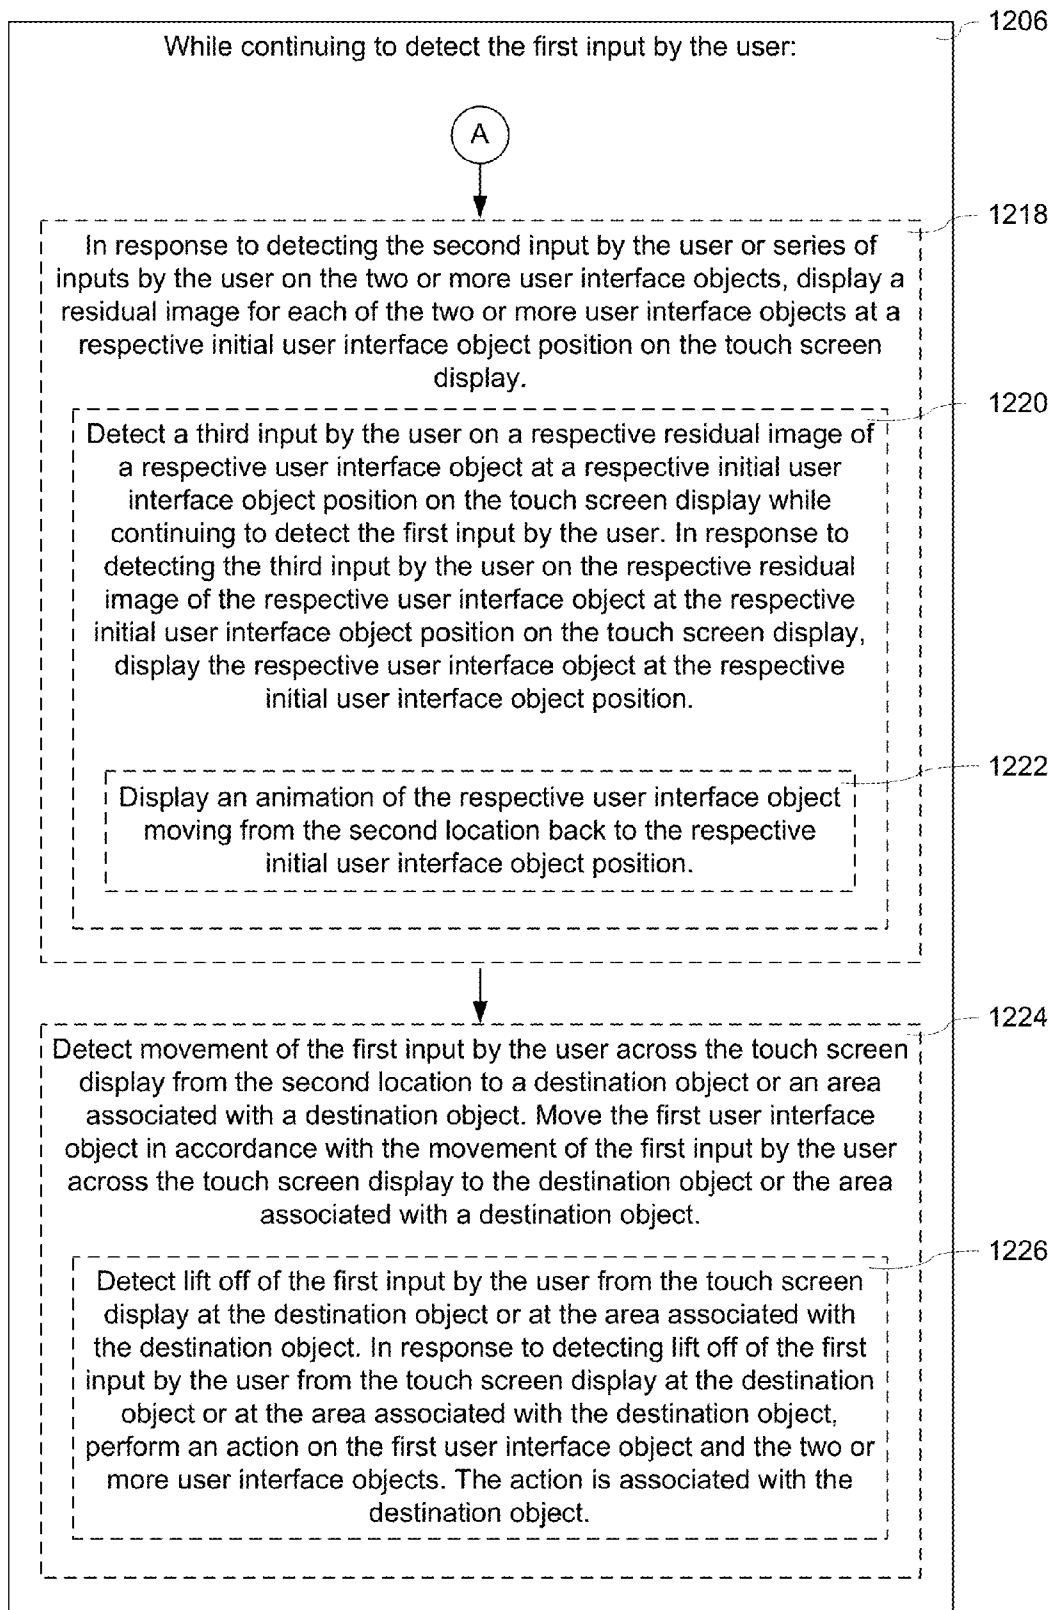 1206
While continuing to detect the first input by the user:
A
1218
In response to detecting the second input by the user or series of
inputs by the user on the two or more user interface objects, display a
residual image for each of the two or more user interface objects at a
respective initial user interface object position on the touch screen
display.
1220
Detect a third input by the user on a respective residual image of
a respective user interface object at a respective initial user
interface object position on the touch screen display while
continuing to detect the first input by the user. In response to
detecting the third input by the user on the respective residual
image of the respective user interface object at the respective
initial user interface object position on the touch screen display,
display the respective user interface object at the respective
initial user interface object position.
1222
Display an animation of the respective user interface object
moving from the second location back to the respective
initial user interface object position.
1224
Detect movement of the first input by the user across the touch screen
display from the second location to a destination object or an area
associated with a destination object. Move the first user interface
object in accordance with the movement of the first input by the user
across the touch screen display to the destination object or the area
associated with a destination object.
1226
Detect lift off of the first input by the user from the touch screen
display at the destination object or at the area associated with
the destination object. In response to detecting lift off of the first
input by the user from the touch screen display at the destination
object or at the area associated with the destination object,
perform an action on the first user interface object and the two or
more user interface objects. The action is associated with the
destination object.